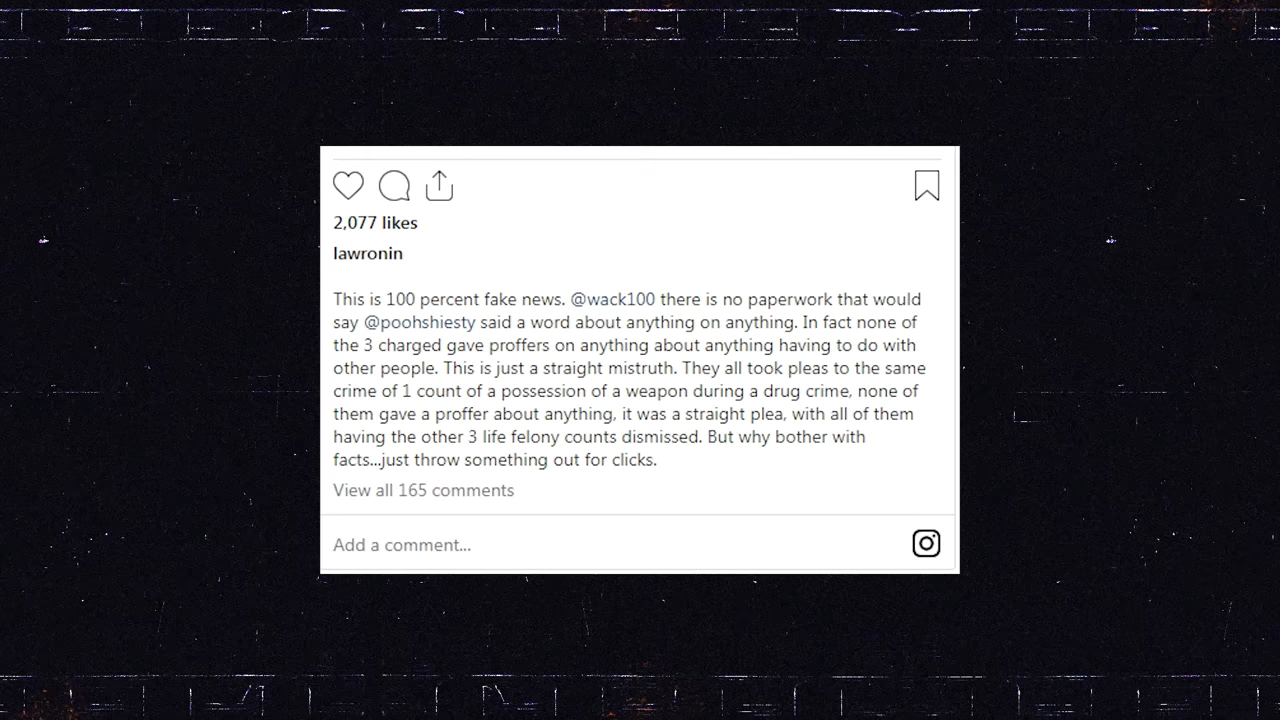 2,077 likes
lawronin
This is 100 percent fake news. @wack100 there is no paperwork that would
say @poohshiesty said a word about anything on anything. In fact none of
the 3 charged gave proffers on anything about anything having to do with
other people. This is just a straight mistruth. They all took pleas to the same
crime of 1 count of a possession of a weapon during a drug crime, none of
them gave a proffer about anything, it was a straight plea, with all of them
having the other 3 life felony counts dismissed. But why bother with
facts...just throw something out for clicks.
View all 165 comments
Add a comment...